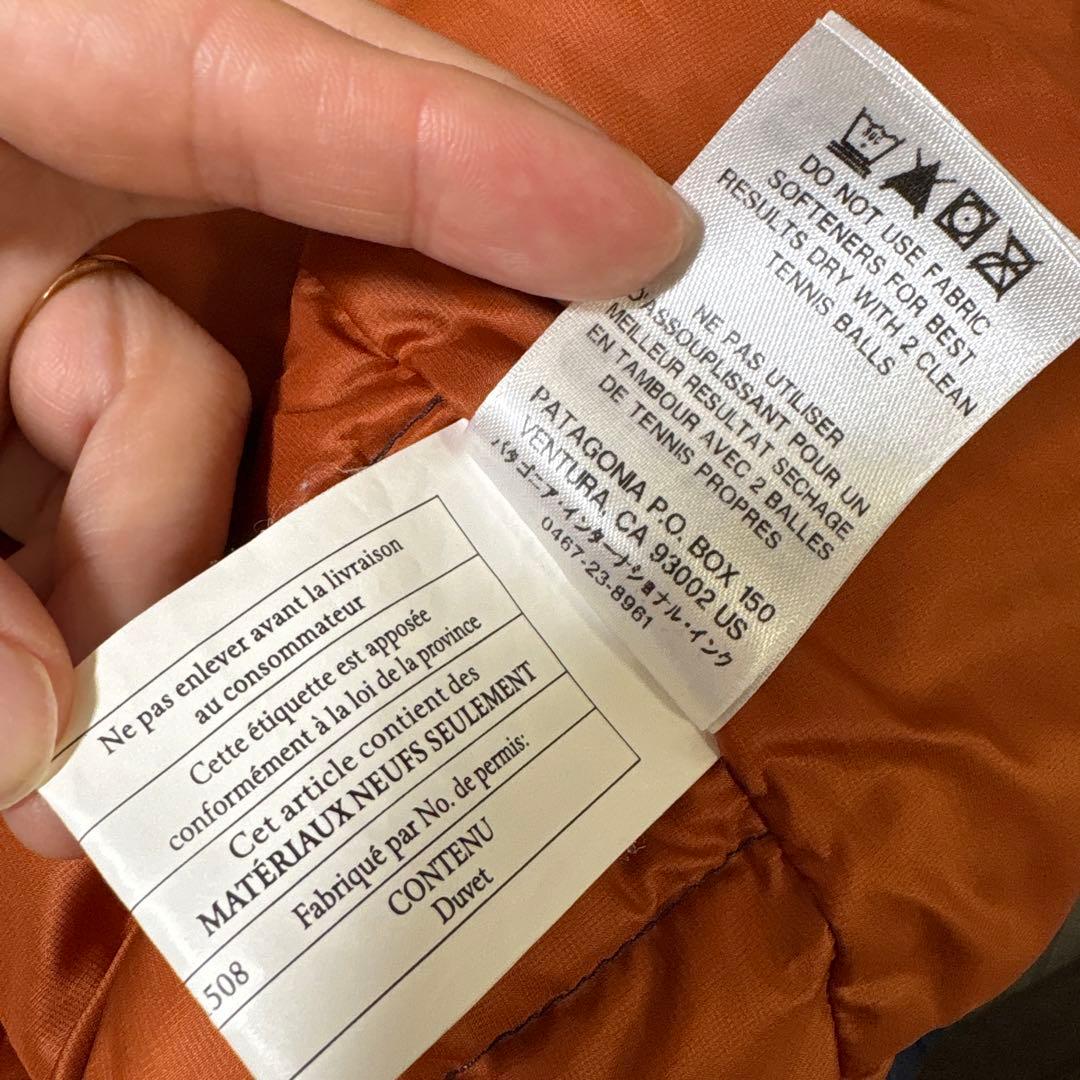 DO NOT USE FABRIC
SOFTENERS FOR BEST
RESULTS DRY WITH 2 CLEAN
TENNIS BALLS
NE PAS UTILISER
D'ASSOUPLISSANT POUR UN
MEILLEUR RESULTAT SECHAGE
EN TAMBOUR AVEC 2 BALLES
DE TENNIS PROPRES
PATAGONIA P.O. BOX 150
VENTURA, CA 93002 US
パタゴニア・インターナショナル・インク
0467-23-8961
Ne pas enlever avant la livraison
au consommateur
Cette étiquette est apposée
conformément à la loi de la province
Cet article contient des
MATÉRIAUX NEUFS SEULEMENT
Fabriqué par No. de permis:
CONTENU
Duvet
508